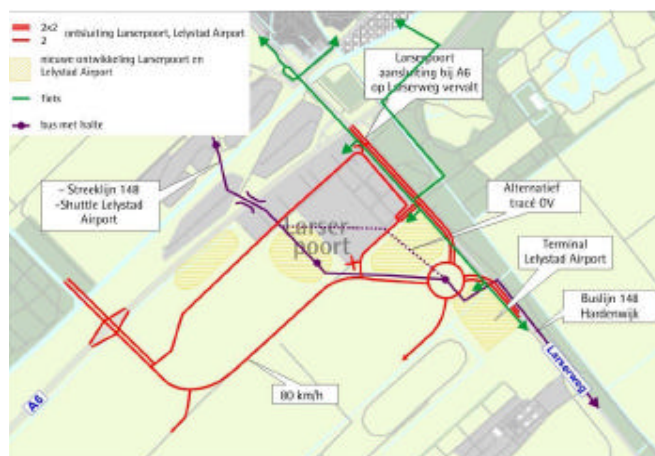 2x2 ontsluiting Larserpoort, Lelystad Airport
2
nieuwe ontwikkeling Larserpoort en
Lelystad Airport
fiets
bus met halte
Larserpoort
aansluiting bij A6
op Larserweg vervalt
- Streeklijn 148
-Shuttle Lelystad
Airport
Alternatief
tracé OV
Larser
poort
Terminal
Lelystad Airport
Buslijn 148
Harderwijk
Larserweg
80 km/h
A6